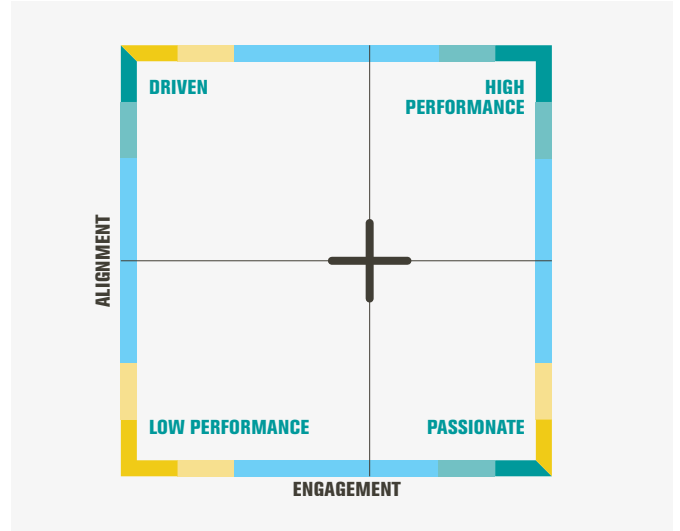 DRIVEN
HIGH
PERFORMANCE
ALIGNMENT
LOW PERFORMANCE
PASSIONATE
ENGAGEMENT